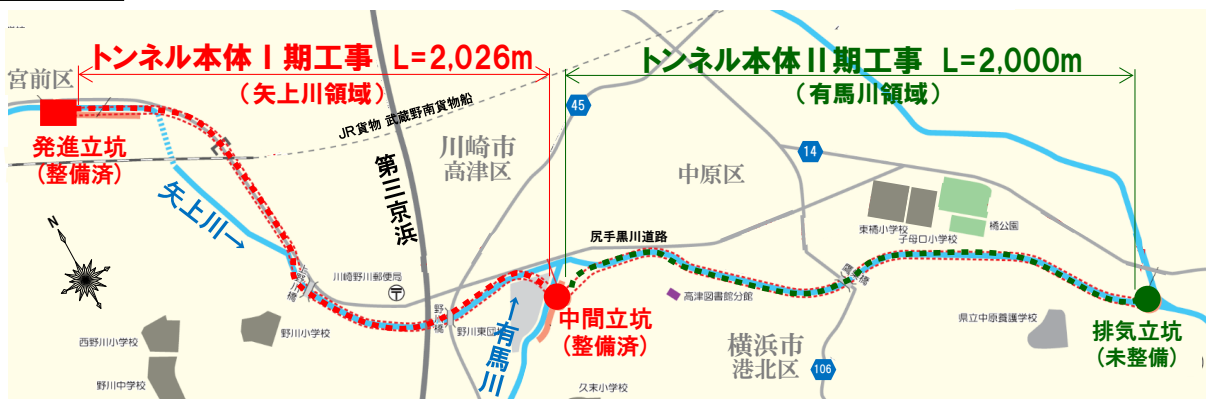 トンネル本体Ⅰ期工事 L=2,026m
（矢上川領域）
トンネル本体Ⅱ期工事 L=2,000m
（有馬川領域）
宮前区
発進立坑
(整備済)
JR貨物 武蔵野南貨物船
45
川崎市
高津区
第三京浜
中原区
14
矢上川→
N
尻手黒川道路
東橘小学校
子母口小学校
橘公園
川崎野川郵便局
〒
高津図書館分館
野川小学校
西野川小学校
野川中学校
野川東団地
有馬川
中間立坑
(整備済)
横浜市
港北区
106
久末小学校
県立中原養護学校
排気立坑
(未整備)